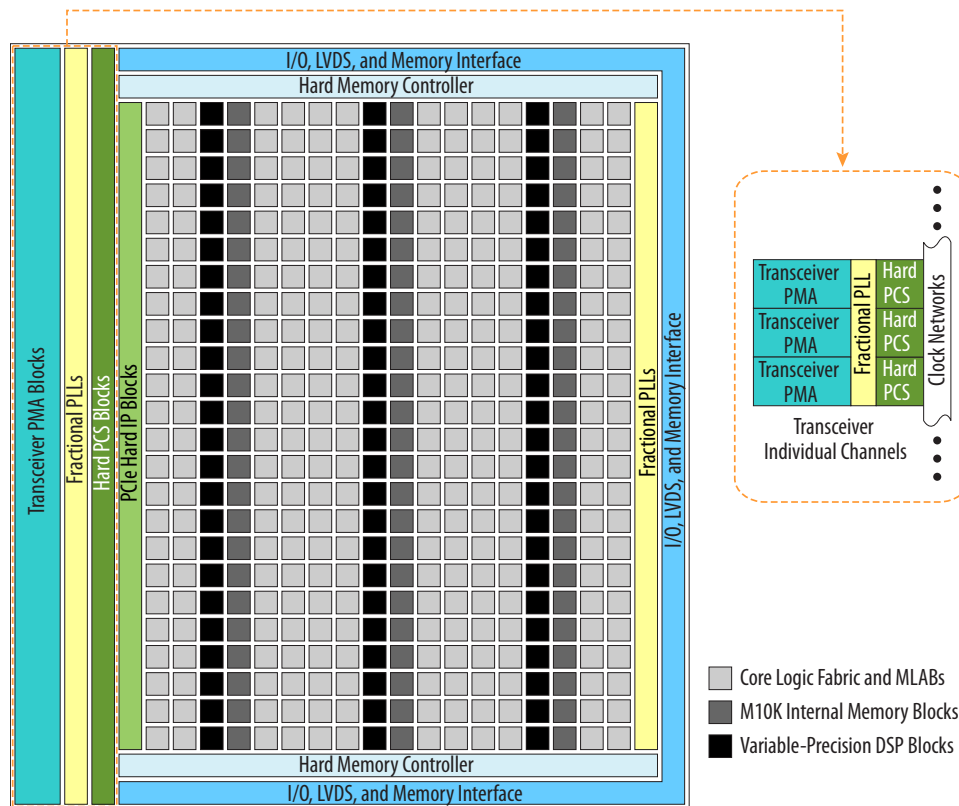 I/O, LVDS, and Memory Interface
Hard Memory Controller
Transceiver PMA Blocks
Fractional PLLs
Hard PCS Blocks
PCIe Hard IP Blocks
Fractional PLLs
I/O, LVDS, and Memory Interface
Hard Memory Controller
I/O, LVDS, and Memory Interface
Transceiver
PMA
Transceiver
PMA
Transceiver
PMA
Fractional PLL
Hard
PCS
Hard
PCS
Hard
PCS
Clock Networks
Transceiver
Individual Channels
Core Logic Fabric and MLABs
M10K Internal Memory Blocks
Variable-Precision DSP Blocks